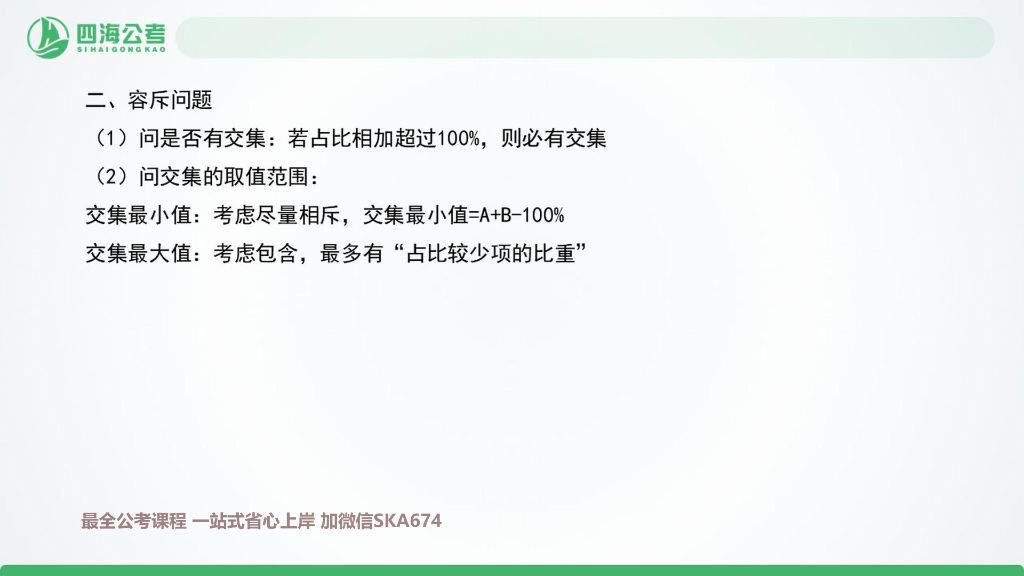 四海公考
SIHAIGONGKAO
二、容斥问题
（1）问是否有交集：若占比相加超过100%，则必有交集
（2）问交集的取值范围：
交集最小值：考虑尽量相斥，交集最小值=A+B-100%
交集最大值：考虑包含，最多有“占比较少项的比重”
最全公考课程 一站式省心上岸 加微信SKA674